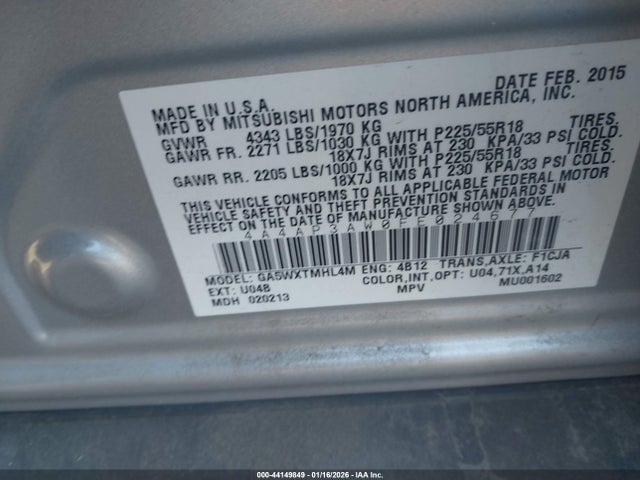 MADE IN U.S.A. DATE FEB. 2015
MFD BY MITSUBISHI MOTORS NORTH AMERICA, INC.
GVWR 4343 LBS/1970 KG
GAWR FR. 2271 LBS/1030 KG WITH P225/55R18 TIRES.
18X7J RIMS AT 230 KPA/33 PSI COLD.
GAWR RR. 2205 LBS/1000 KG WITH P225/55R18 TIRES.
18X7J RIMS AT 230 KPA/33 PSI COLD.
THIS VEHICLE CONFORMS TO ALL APPLICABLE FEDERAL MOTOR
VEHICLE SAFETY AND THEFT PREVENTION STANDARDS IN
EFFECT ON THE DATE OF MANUFACTURE SHOWN ABOVE.
4A4AP3AW0FE024677
MODEL: GA5WXTMHL4M ENG: 4B12 TRANS,AXLE: F1CJA
EXT: U04B COLOR,INT,OPT: U04,71X,A14
MDH 020213 MPV MU001602
000-44149849 - 01/16/2026 - IAA Inc.